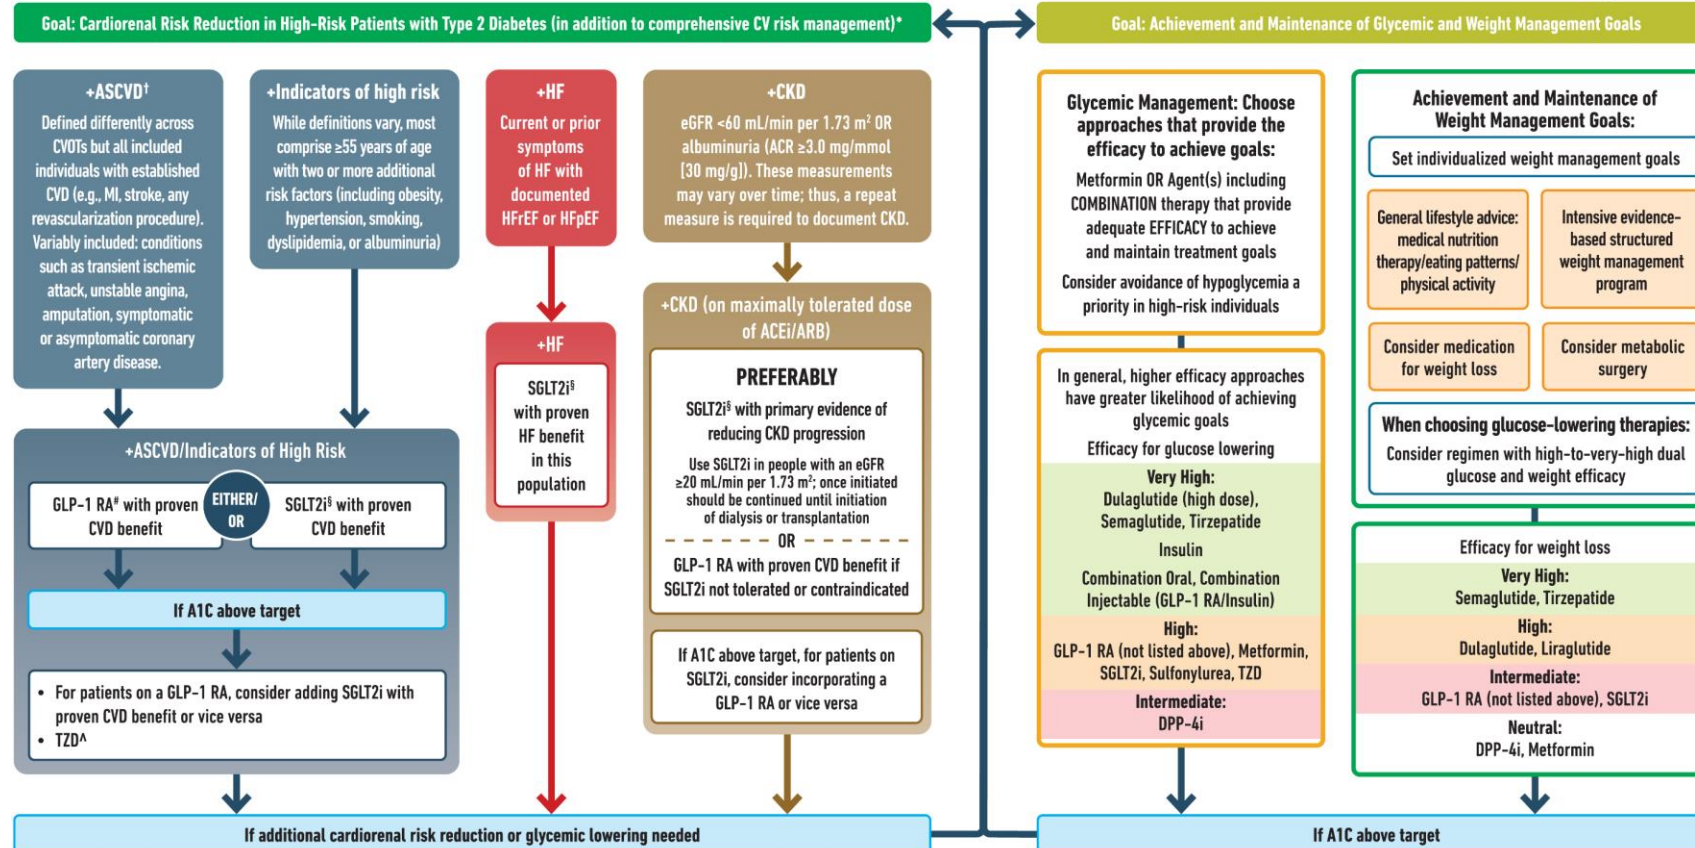 Goal: Cardiorenal Risk Reduction in High-Risk Patients with Type 2 Diabetes (in addition to comprehensive CV risk management)*
+ASCVD†
Defined differently across
CVOTs but all included
individuals with established
CVD (e.g., MI, stroke, any
revascularization procedure).
Variably included: conditions
such as transient ischemic
attack, unstable angina,
amputation, symptomatic
or asymptomatic coronary
artery disease.
+Indicators of high risk
While definitions vary, most
comprise ≥55 years of age
with two or more additional
risk factors (including obesity,
hypertension, smoking,
dyslipidemia, or albuminuria)
+ASCVD/Indicators of High Risk
GLP-1 RA# with proven
CVD benefit
EITHER/
OR
SGLT2i§ with proven
CVD benefit
If A1C above target
• For patients on a GLP-1 RA, consider adding SGLT2i with
proven CVD benefit or vice versa
• TZD^
+HF
Current or prior
symptoms
of HF with
documented
HFrEF or HFpEF
+HF
SGLT2i§
with proven
HF benefit
in this
population
+CKD
eGFR <60 mL/min per 1.73 m² OR
albuminuria (ACR ≥3.0 mg/mmol
[30 mg/g]). These measurements
may vary over time; thus, a repeat
measure is required to document CKD.
+CKD (on maximally tolerated dose
of ACEi/ARB)
PREFERABLY
SGLT2i§ with primary evidence of
reducing CKD progression
Use SGLT2i in people with an eGFR
≥20 mL/min per 1.73 m²; once initiated
should be continued until initiation
of dialysis or transplantation
OR
GLP-1 RA with proven CVD benefit if
SGLT2i not tolerated or contraindicated
If A1C above target, for patients on
SGLT2i, consider incorporating a
GLP-1 RA or vice versa
If additional cardiorenal risk reduction or glycemic lowering needed
Goal: Achievement and Maintenance of Glycemic and Weight Management Goals
Glycemic Management: Choose
approaches that provide the
efficacy to achieve goals:
Metformin OR Agent(s) including
COMBINATION therapy that provide
adequate EFFICACY to achieve
and maintain treatment goals
Consider avoidance of hypoglycemia a
priority in high-risk individuals
In general, higher efficacy approaches
have greater likelihood of achieving
glycemic goals
Efficacy for glucose lowering
Very High:
Dulaglutide (high dose),
Semaglutide, Tirzepatide
Insulin
Combination Oral, Combination
Injectable (GLP-1 RA/Insulin)
High:
GLP-1 RA (not listed above), Metformin,
SGLT2i, Sulfonylurea, TZD
Intermediate:
DPP-4i
Achievement and Maintenance of
Weight Management Goals:
Set individualized weight management goals
General lifestyle advice:
medical nutrition
therapy/eating patterns/
physical activity
Intensive evidence-
based structured
weight management
program
Consider medication
for weight loss
Consider metabolic
surgery
When choosing glucose-lowering therapies:
Consider regimen with high-to-very-high dual
glucose and weight efficacy
Efficacy for weight loss
Very High:
Semaglutide, Tirzepatide
High:
Dulaglutide, Liraglutide
Intermediate:
GLP-1 RA (not listed above), SGLT2i
Neutral:
DPP-4i, Metformin
If A1C above target